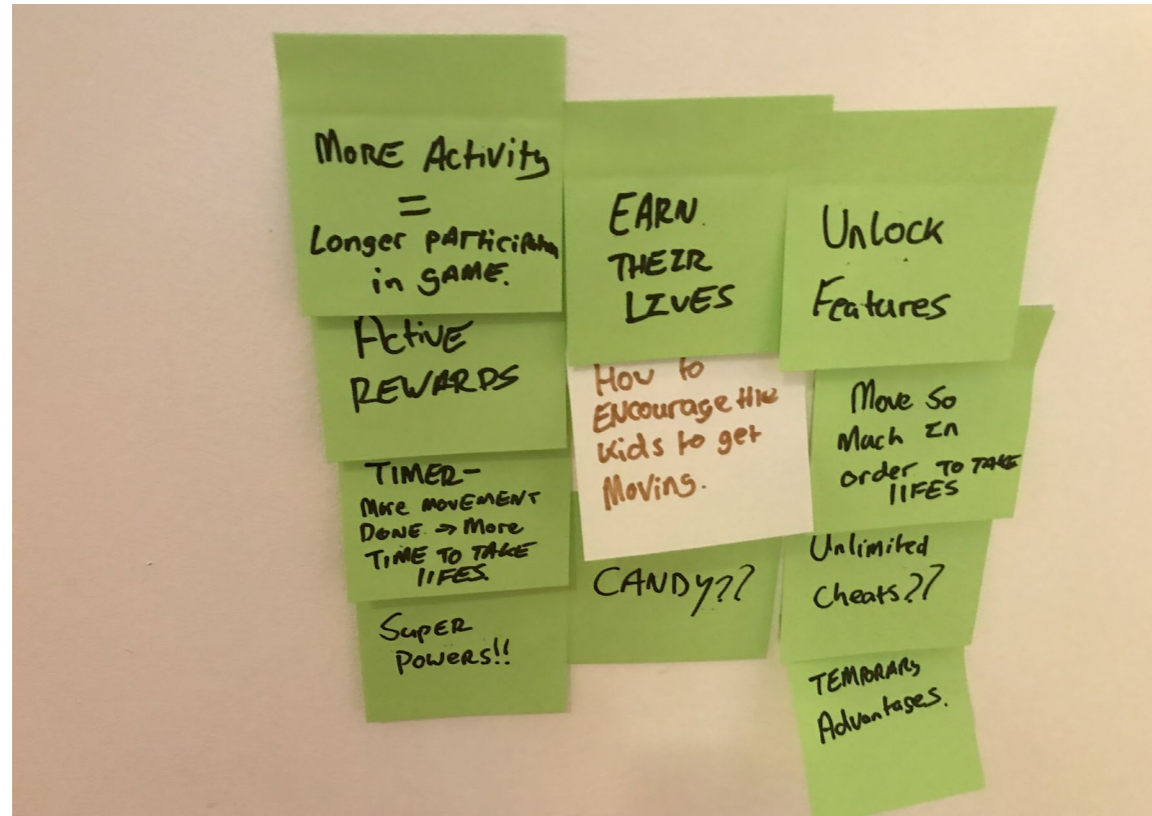 MORE Activity
=
Longer pARticipation
in GAME.
Active
REWARDS
TIMER-
More MOVEMENT
DONE → More
TIME TO TAKE
lIFES.
SupER
PoweRs!!
EARN
THEIR
LIVES
How to
ENcourage the
kids to get
Moving.
CANDY??
Unlock
Features
Move So
Much In
order TO TAKE
lIFES
Unlimited
Cheats??
TEMPORARy
Advantages.